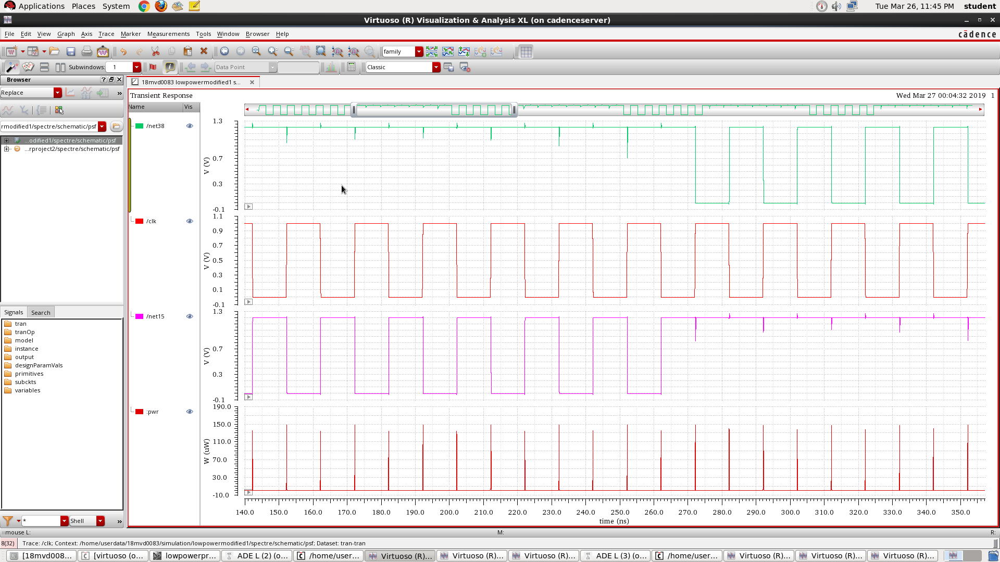 Applications Places System Tue Mar 26, 11:45 PM student
Virtuoso (R) Visualization & Analysis XL (on cadenceserver)
File Edit View Graph Axis Trace Marker Measurements Tools Window Browser Help cādence
family
Subwindows: 1 Data Point Classic
Browser
18mvd0083 lowpowermodified1 s...
Replace
Transient Response Wed Mar 27 00:04:32 2019 1
Name Vis
rmodified1/spectre/schematic/psf
...odified1/spectre/schematic/psf
...rproject2/spectre/schematic/psf
/net38
1.3
0.7
0.3
-0.1
V (V)
/clk
1.1
0.9
0.7
0.5
0.3
0.1
-0.1
V (V)
/net15
1.3
0.7
0.3
-0.1
V (V)
:pwr
190.0
150.0
110.0
70.0
30.0
-10.0
W (uW)
140.0 150.0 160.0 170.0 180.0 190.0 200.0 210.0 220.0 230.0 240.0 250.0 260.0 270.0 280.0 290.0 300.0 310.0 320.0 330.0 340.0 350.0
time (ns)
Signals Search
tran
tranOp
model
instance
output
designParamVals
primitives
subckts
variables
* Shell
mouse L: M: R:
8(32) Trace: /clk; Context: /home/userdata/18mvd0083/simulation/lowpowermodified1/spectre/schematic/psf; Dataset: tran-tran
[18mvd008... [virtuoso (o... lowpowerpr... ADE L (2) (o... /home/user... Virtuoso (R)... Virtuoso (R)... Virtuoso (R)... ADE L (3) (o... /home/user... Virtuoso (R)... Virtuoso (R)... Virtuoso (R)...